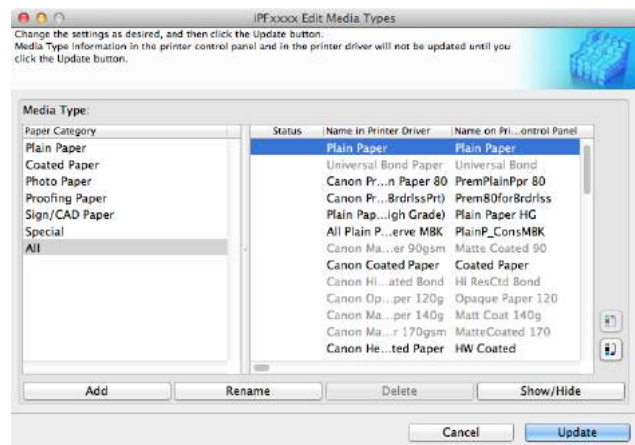 iPFxxxx Edit Media Types
Change the settings as desired, and then click the Update button.
Media Type information in the printer control panel and in the printer driver will not be updated until you
click the Update button.
Media Type:
Paper Category
Plain Paper
Coated Paper
Photo Paper
Proofing Paper
Sign/CAD Paper
Special
All
Status Name in Printer Driver Name on Pri...ontrol Panel
Plain Paper Plain Paper
Universal Bond Paper Universal Bond
Canon Pr...n Paper 80 PremPlainPpr 80
Canon Pr...BrdrlssPrt) Prem80forBrdrlss
Plain Pap...igh Grade) Plain Paper HG
All Plain P...erve MBK PlainP_ConsMBK
Canon Ma...er 90gsm Matte Coated 90
Canon Coated Paper Coated Paper
Canon Hi...ated Bond Hi ResCtd Bond
Canon Op...per 120g Opaque Paper 120
Canon Ma...per 140g Matt Coat 140g
Canon Ma...r 170gsm MatteCoated 170
Canon He...ted Paper HW Coated
Add Rename Delete Show/Hide
Cancel Update